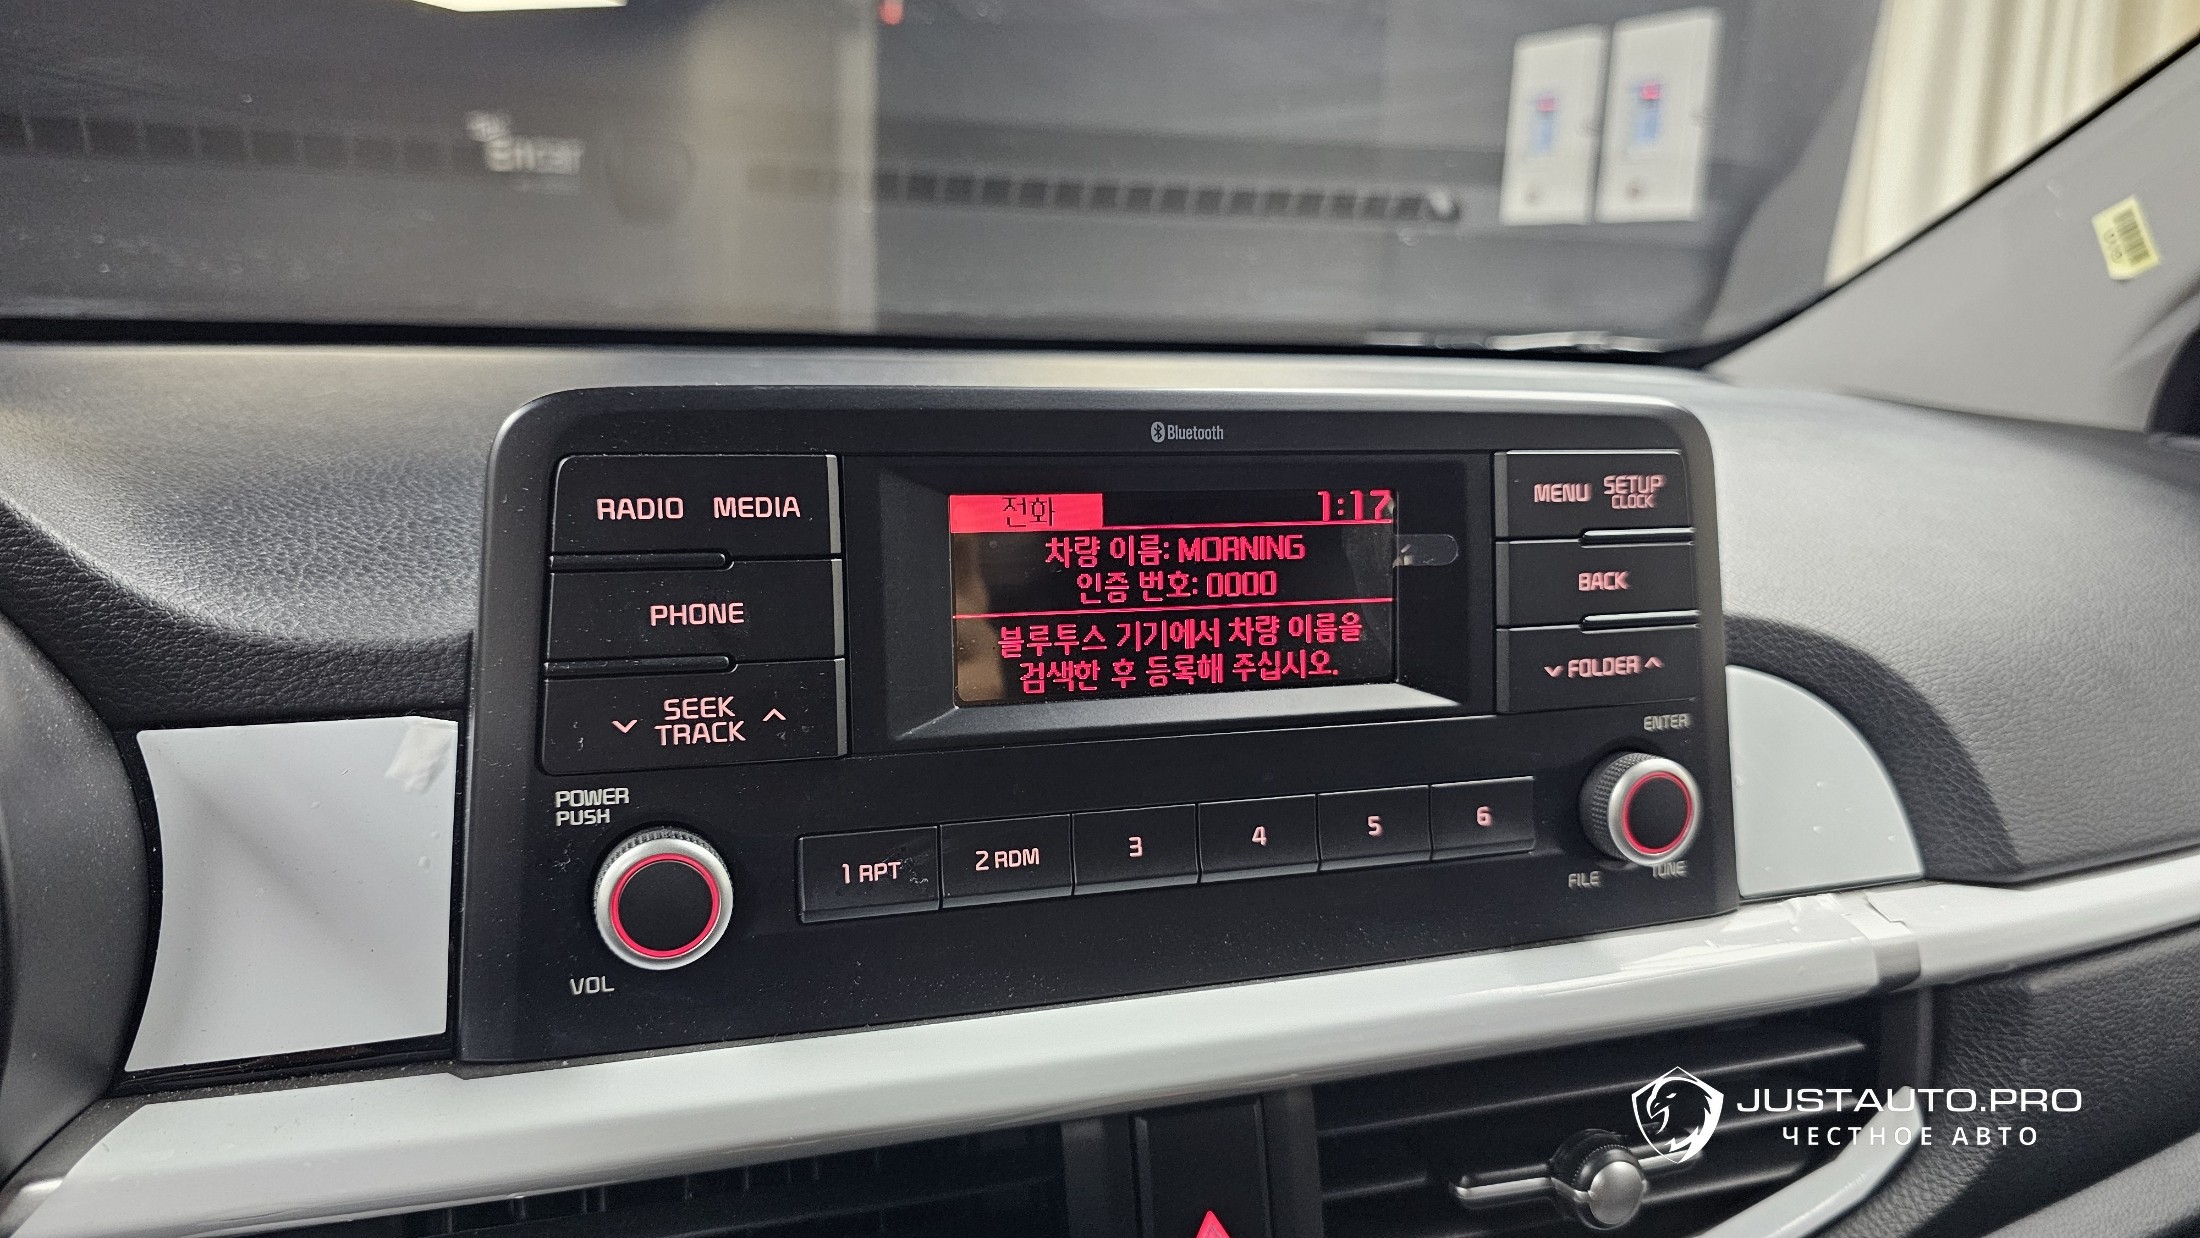 Encar
Bluetooth
RADIO MEDIA
PHONE
SEEK
TRACK
POWER
PUSH
VOL
전화 1:17
차량 이름: MORNING
인증 번호: 0000
블루투스 기기에서 차량 이름을
검색한 후 등록해 주십시오.
MENU SETUP
CLOCK
BACK
FOLDER
ENTER
FILE TUNE
1 RPT 2 RDM 3 4 5 6
JUSTAUTO.PRO
ЧЕСТНОЕ АВТО